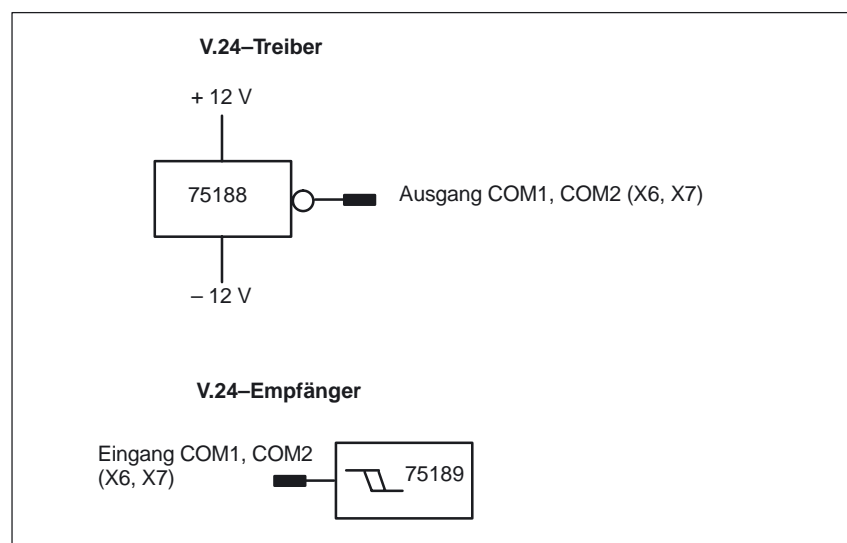 V.24–Treiber
+ 12 V
75188
Ausgang COM1, COM2 (X6, X7)
– 12 V
V.24–Empfänger
Eingang COM1, COM2
(X6, X7)
75189